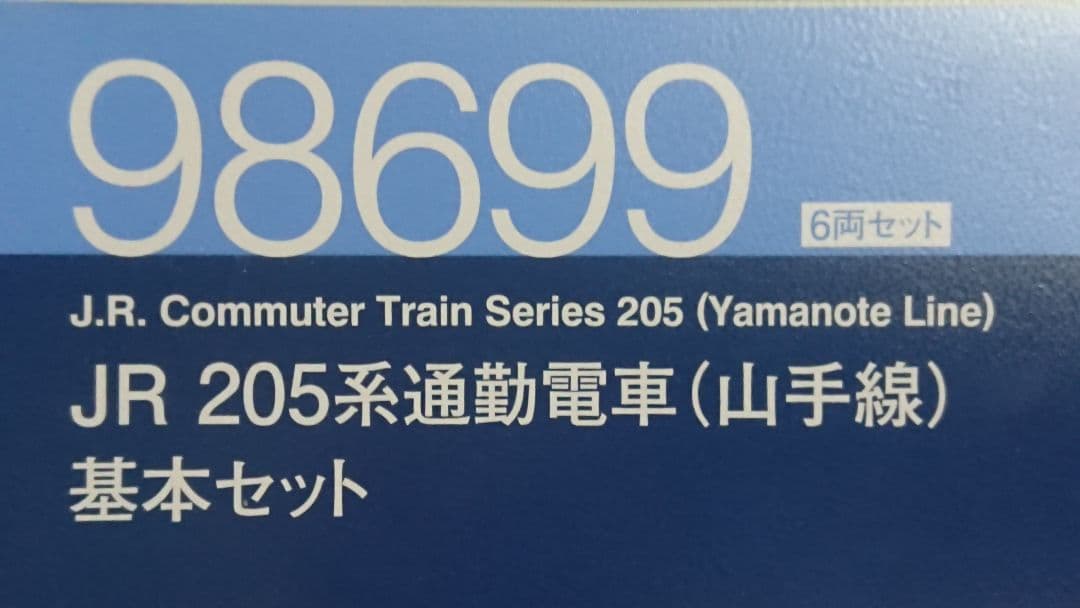 98699
6両セット
J.R. Commuter Train Series 205 (Yamanote Line)
JR 205系通勤電車(山手線)
基本セット